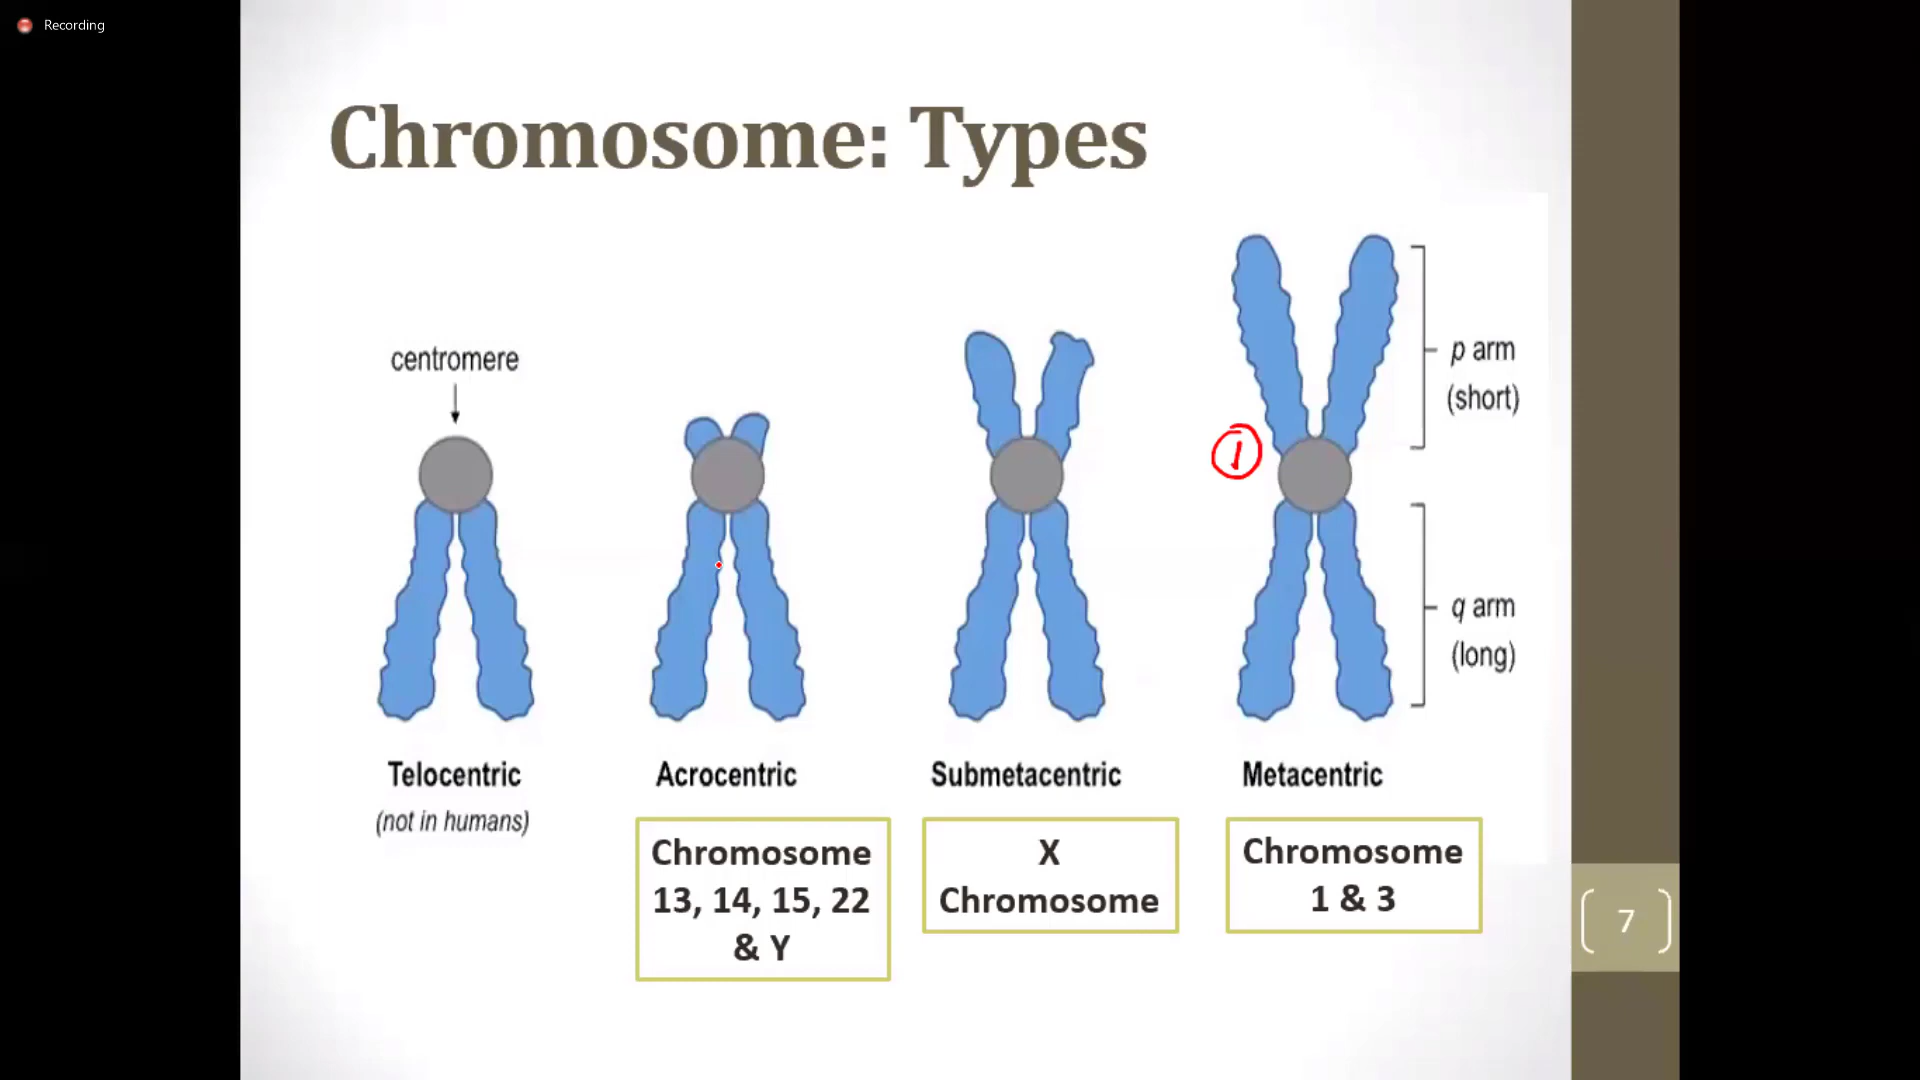 Recording
Chromosome: Types
centromere
p arm
(short)
1
q arm
(long)
Telocentric
(not in humans)
Acrocentric
Submetacentric
Metacentric
Chromosome
13, 14, 15, 22
& Y
X
Chromosome
Chromosome
1 & 3
7